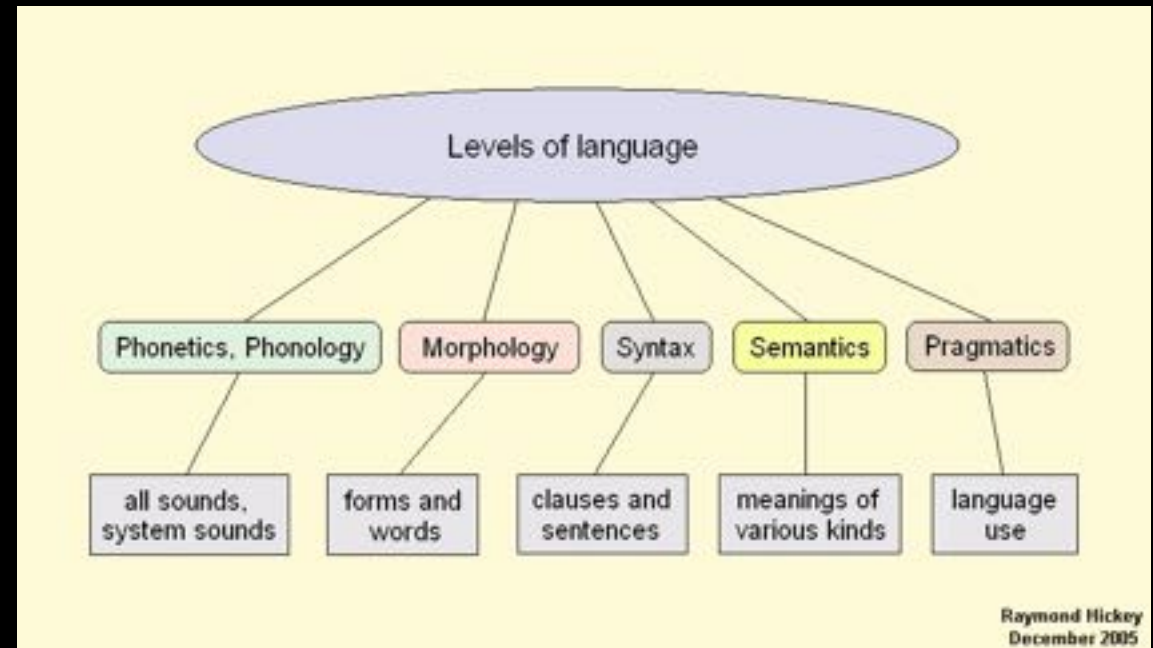 Levels of language
Phonetics, Phonology
Morphology
Syntax
Semantics
Pragmatics
all sounds,
system sounds
forms and
words
clauses and
sentences
meanings of
various kinds
language
use
Raymond Hickey
December 2005